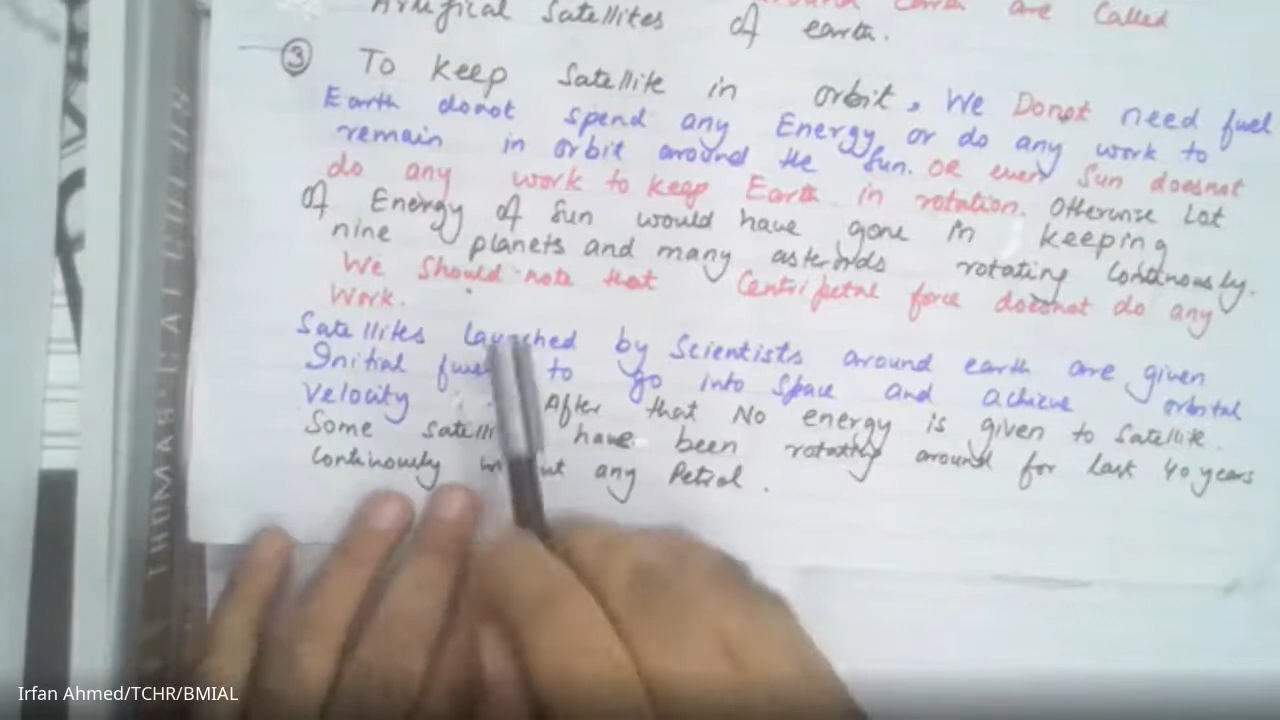 are Called
Artifical Satellites of earth.
③ To keep Satellite in orbit, We Donot need fuel
Earth donot spend any Energy or do any work to
remain in orbit around the Sun. OR even Sun doesnot
do any work to keep Earth in rotation. Otherwise Lot
Of Energy of Sun would have gone in keeping
nine planets and many asteroids rotating Continously.
We Should note that Centripetal force doesnot do any
Work.
Satellites launched by Scientists around earth are given
Initial fuel to go into Space and achieve orbital
Velocity After that No energy is given to Satellite.
Some have been rotating around for last 40 years
Continously any Petrol.
THOMAS
Irfan Ahmed/TCHR/BMIAL